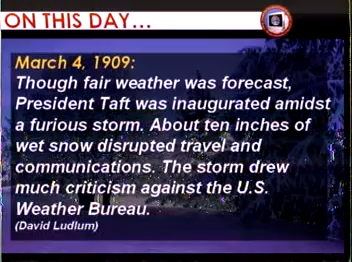 ON THIS DAY...
March 4, 1909:
Though fair weather was forecast,
President Taft was inaugurated amidst
a furious storm. About ten inches of
wet snow disrupted travel and
communications. The storm drew
much criticism against the U.S.
Weather Bureau.
(David Ludlum)